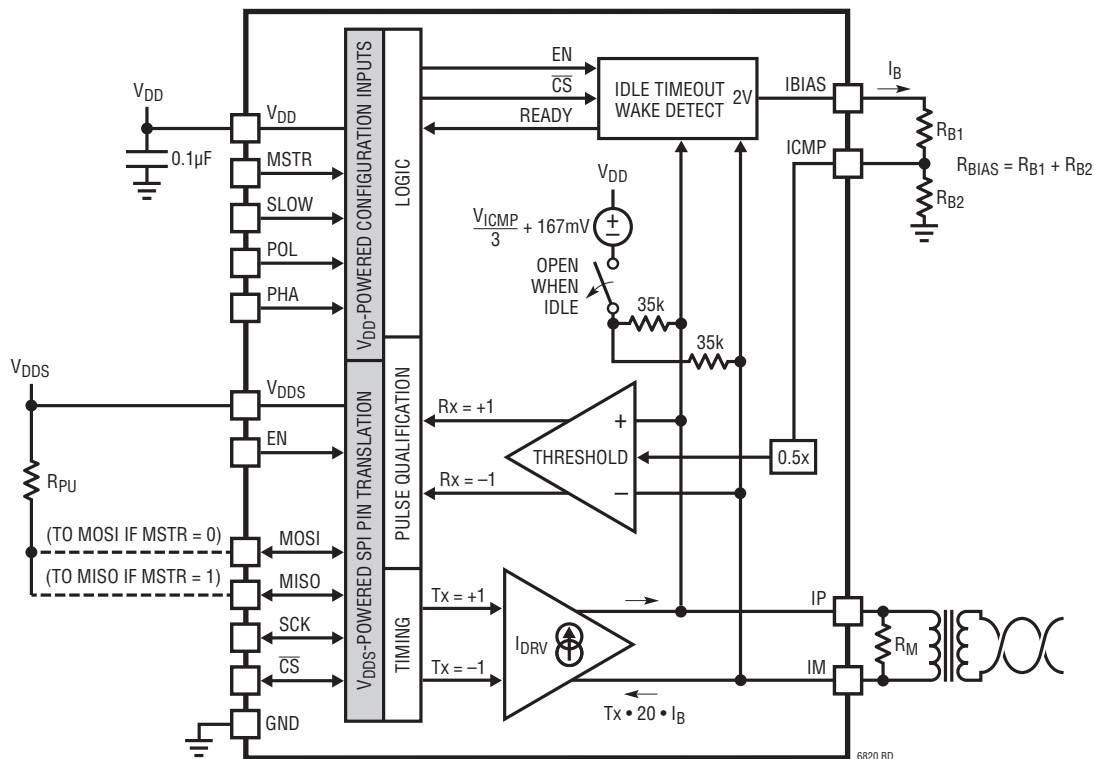 VDD
0.1µF
VDD
MSTR
SLOW
POL
PHA
VDDS
VDDS
EN
RPU
(TO MOSI IF MSTR = 0)
MOSI
(TO MISO IF MSTR = 1)
MISO
SCK
CS
GND
VDD-POWERED CONFIGURATION INPUTS
VDDS-POWERED SPI PIN TRANSLATION
LOGIC
PULSE QUALIFICATION
TIMING
EN
CS
READY
IDLE TIMEOUT
WAKE DETECT
2V
IBIAS
IB
ICMP
RB1
RBIAS = RB1 + RB2
RB2
VDD
VICMP
3
+ 167mV
+
−
OPEN
WHEN
IDLE
35k
35k
Rx = +1
+
THRESHOLD
0.5x
Rx = −1
−
Tx = +1
IDRV
IP
RM
Tx = −1
IM
Tx • 20 • IB
6820 BD